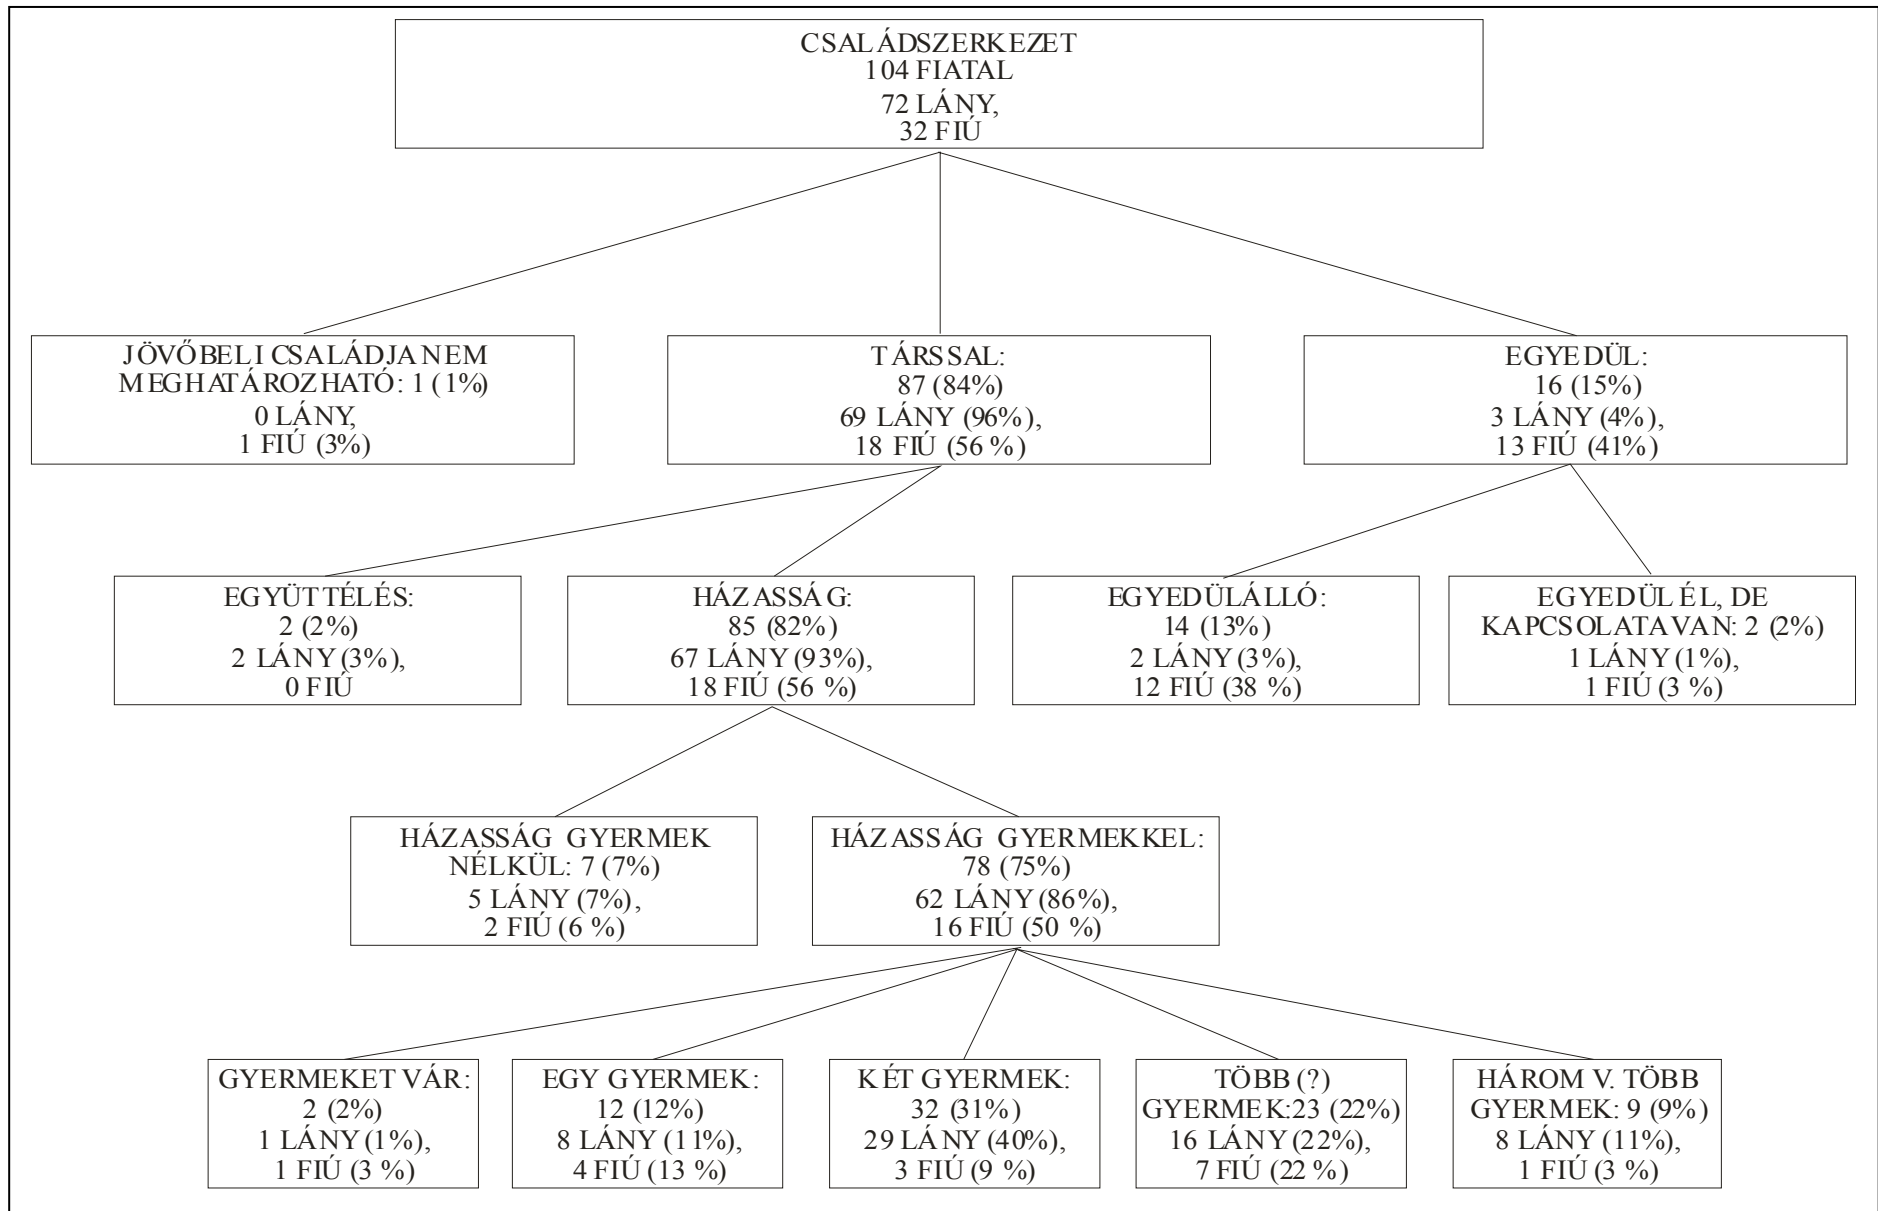 CSALÁDSZERKEZET
104 FIATAL
72 LÁNY,
32 FIÚ
JÖVŐBELI CSALÁDJA NEM
MEGHATÁROZHATÓ: 1 (1%)
0 LÁNY,
1 FIÚ (3%)
TÁRSSAL:
87 (84%)
69 LÁNY (96%),
18 FIÚ (56 %)
EGYEDÜL:
16 (15%)
3 LÁNY (4%),
13 FIÚ (41%)
EGYÜTTÉLÉS:
2 (2%)
2 LÁNY (3%),
0 FIÚ
HÁZASSÁG:
85 (82%)
67 LÁNY (93%),
18 FIÚ (56 %)
EGYEDÜLÁLLÓ:
14 (13%)
2 LÁNY (3%),
12 FIÚ (38 %)
EGYEDÜL ÉL, DE
KAPCSOLATA VAN: 2 (2%)
1 LÁNY (1%),
1 FIÚ (3 %)
HÁZASSÁG GYERMEK
NÉLKÜL: 7 (7%)
5 LÁNY (7%),
2 FIÚ (6 %)
HÁZASSÁG GYERMEKKEL:
78 (75%)
62 LÁNY (86%),
16 FIÚ (50 %)
GYERMEKET VÁR:
2 (2%)
1 LÁNY (1%),
1 FIÚ (3 %)
EGY GYERMEK:
12 (12%)
8 LÁNY (11%),
4 FIÚ (13 %)
KÉT GYERMEK:
32 (31%)
29 LÁNY (40%),
3 FIÚ (9 %)
TÖBB (?)
GYERMEK:23 (22%)
16 LÁNY (22%),
7 FIÚ (22 %)
HÁROM V. TÖBB
GYERMEK: 9 (9%)
8 LÁNY (11%),
1 FIÚ (3 %)